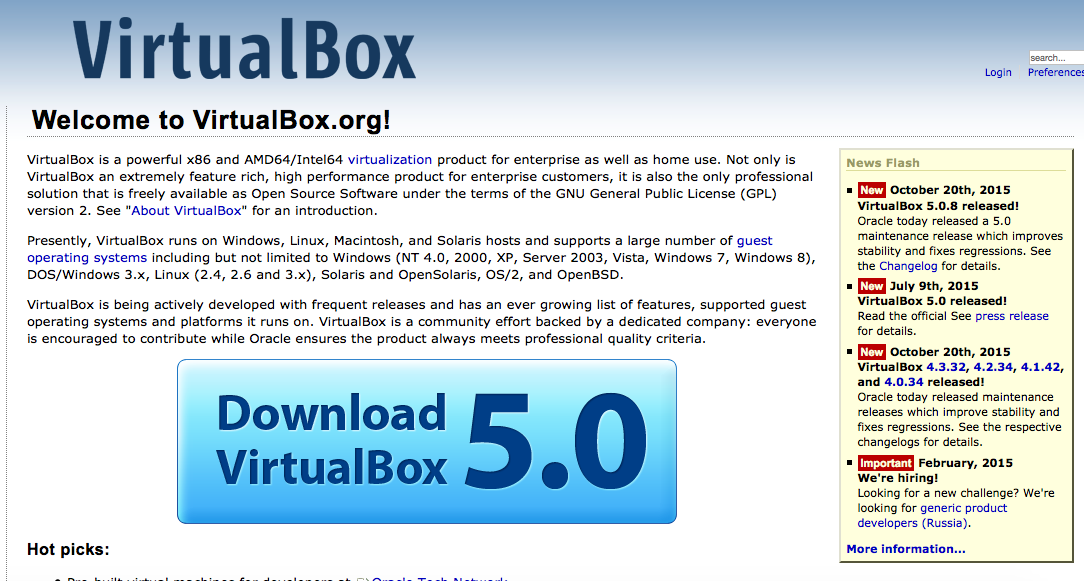 VirtualBox
search...
Login Preferences
Welcome to VirtualBox.org!
VirtualBox is a powerful x86 and AMD64/Intel64 virtualization product for enterprise as well as home use. Not only is
VirtualBox an extremely feature rich, high performance product for enterprise customers, it is also the only professional
solution that is freely available as Open Source Software under the terms of the GNU General Public License (GPL)
version 2. See "About VirtualBox" for an introduction.
Presently, VirtualBox runs on Windows, Linux, Macintosh, and Solaris hosts and supports a large number of guest
operating systems including but not limited to Windows (NT 4.0, 2000, XP, Server 2003, Vista, Windows 7, Windows 8),
DOS/Windows 3.x, Linux (2.4, 2.6 and 3.x), Solaris and OpenSolaris, OS/2, and OpenBSD.
VirtualBox is being actively developed with frequent releases and has an ever growing list of features, supported guest
operating systems and platforms it runs on. VirtualBox is a community effort backed by a dedicated company: everyone
is encouraged to contribute while Oracle ensures the product always meets professional quality criteria.
Download
VirtualBox 5.0
Hot picks:
Pre-built virtual machines for developers at Oracle Tech Network
News Flash
New October 20th, 2015
VirtualBox 5.0.8 released!
Oracle today released a 5.0
maintenance release which improves
stability and fixes regressions. See
the Changelog for details.
New July 9th, 2015
VirtualBox 5.0 released!
Read the official See press release
for details.
New October 20th, 2015
VirtualBox 4.3.32, 4.2.34, 4.1.42,
and 4.0.34 released!
Oracle today released maintenance
releases which improve stability and
fixes regressions. See the respective
changelogs for details.
Important February, 2015
We're hiring!
Looking for a new challenge? We're
looking for generic product
developers (Russia).
More information...